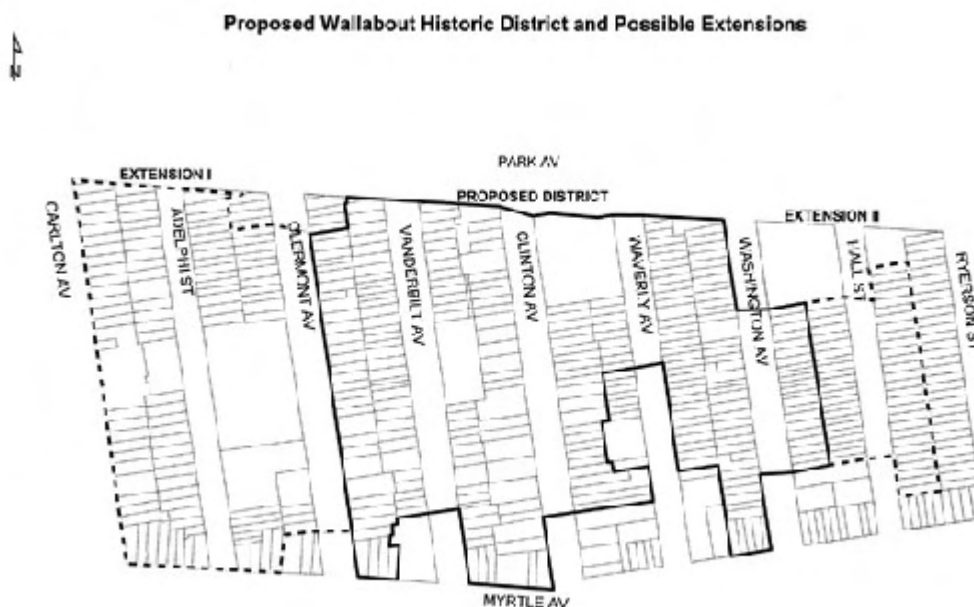 Proposed Wallabout Historic District and Possible Extensions
N
PARK AV
EXTENSION I
PROPOSED DISTRICT
EXTENSION II
CARLTON AV
ADELPHI ST
CLERMONT AV
VANDERBILT AV
CLINTON AV
WAVERLY AV
WASHINGTON AV
HALL ST
RYERSON ST
MYRTLE AV